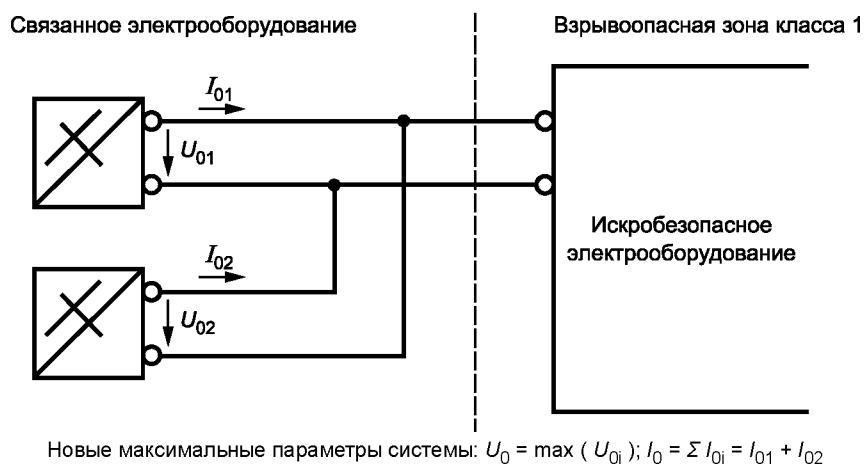 Связанное электрооборудование
Взрывоопасная зона класса 1
I01
U01
Искробезопасное
электрооборудование
I02
U02
Новые максимальные параметры системы: U0 = max ( U0i ); I0 = Σ I0i = I01 + I02